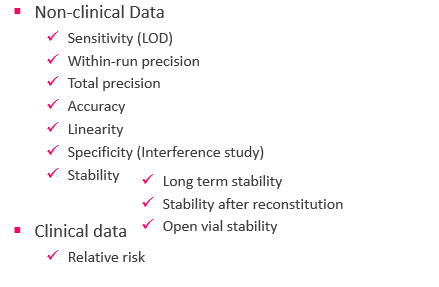 Non-clinical Data
Sensitivity (LOD)
Within-run precision
Total precision
Accuracy
Linearity
Specificity (Interference study)
Stability
Long term stability
Stability after reconstitution
Open vial stability
Clinical data
Relative risk